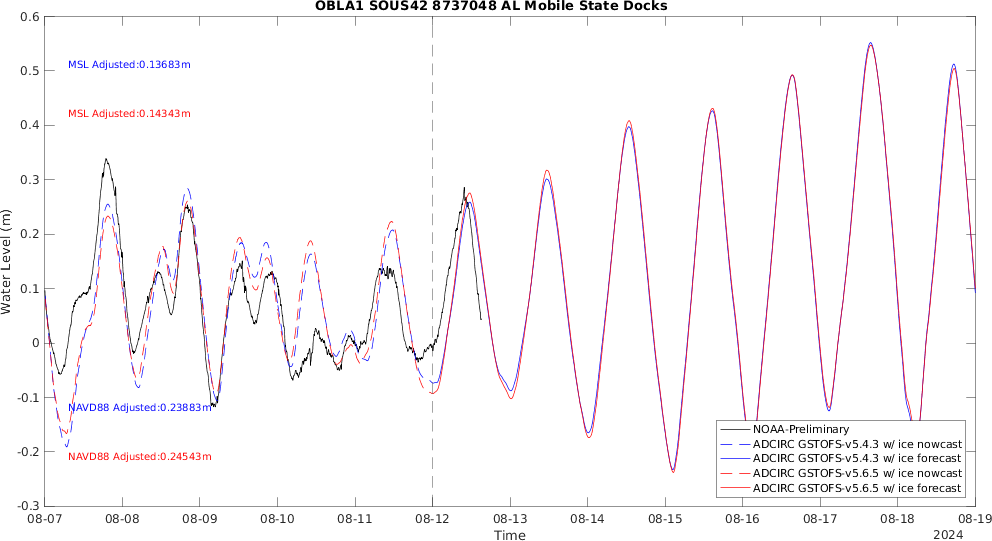 OBLA1 SOUS42 8737048 AL Mobile State Docks
0.6
0.5
0.4
0.3
0.2
0.1
0
-0.1
-0.2
-0.3
Water Level (m)
MSL Adjusted:0.13683m
MSL Adjusted:0.14343m
NAVD88 Adjusted:0.23883m
NAVD88 Adjusted:0.24543m
NOAA-Preliminary
ADCIRC GSTOFS-v5.4.3 w/ ice nowcast
ADCIRC GSTOFS-v5.4.3 w/ ice forecast
ADCIRC GSTOFS-v5.6.5 w/ ice nowcast
ADCIRC GSTOFS-v5.6.5 w/ ice forecast
08-07 08-08 08-09 08-10 08-11 08-12 08-13 08-14 08-15 08-16 08-17 08-18 08-19
Time
2024